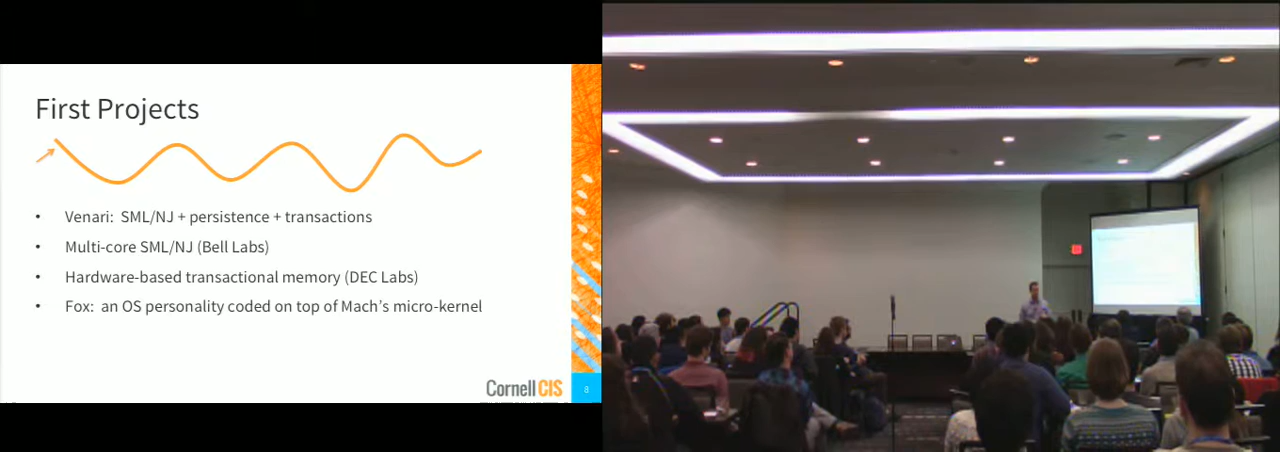 First Projects
• Venari: SML/NJ + persistence + transactions
• Multi-core SML/NJ (Bell Labs)
• Hardware-based transactional memory (DEC Labs)
• Fox: an OS personality coded on top of Mach's micro-kernel
Cornell CIS
8